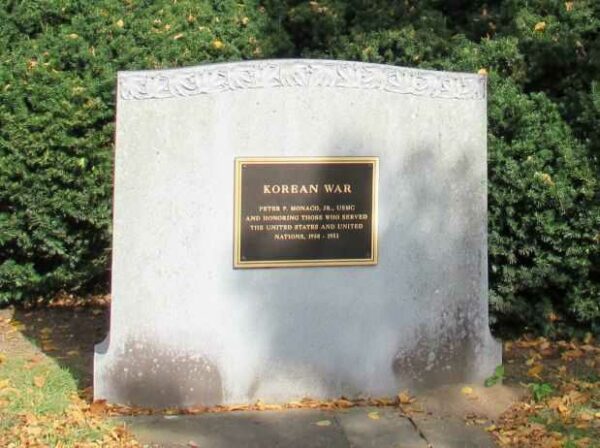 KOREAN WAR
PETER P. MONACO, JR., USMC
AND HONORING THOSE WHO SERVED
THE UNITED STATES AND UNITED
NATIONS, 1950 - 1953